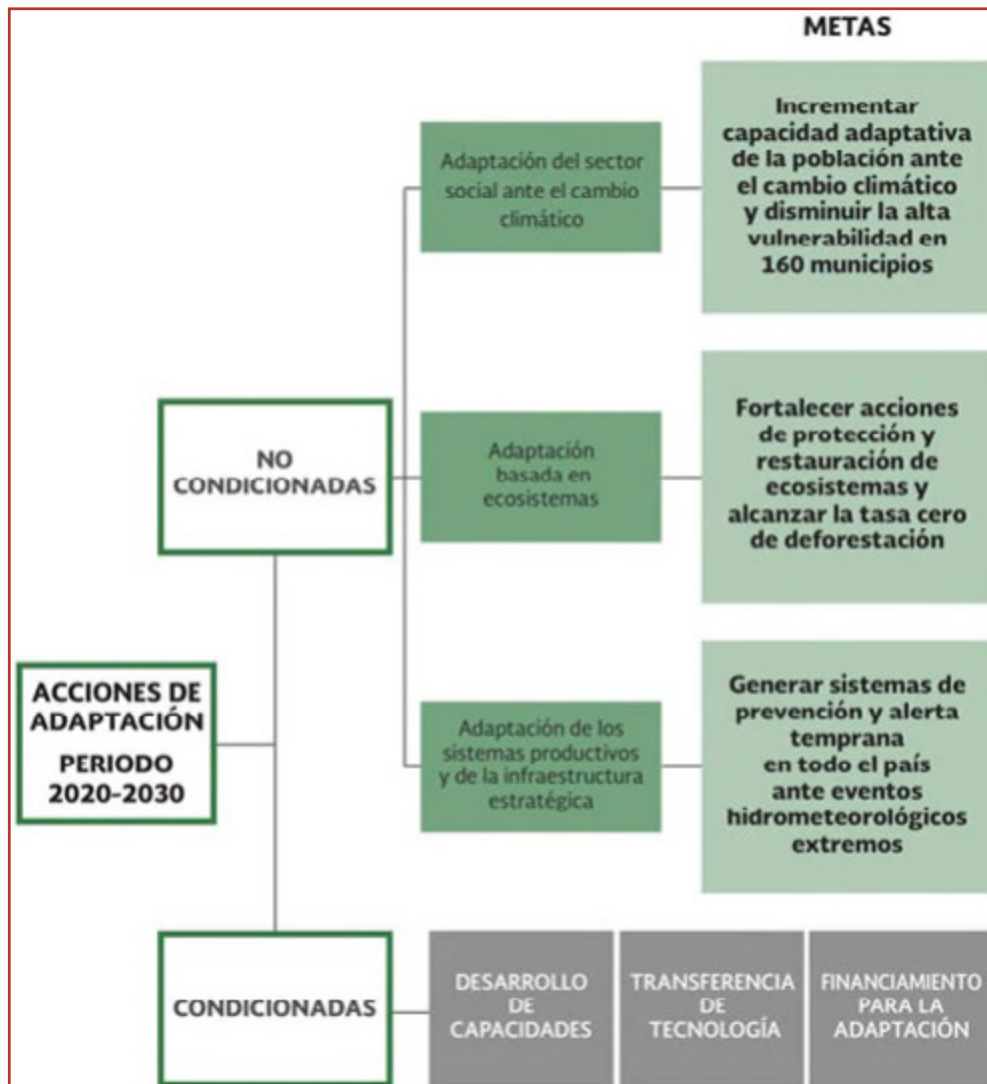 METAS
Adaptación del sector
social ante el cambio
climático
Incrementar
capacidad adaptativa
de la población ante
el cambio climático
y disminuir la alta
vulnerabilidad en
160 municipios
NO
CONDICIONADAS
Adaptación
basada en
ecosistemas
Fortalecer acciones
de protección y
restauración de
ecosistemas y
alcanzar la tasa cero
de deforestación
ACCIONES DE
ADAPTACIÓN
PERIODO
2020-2030
Adaptación de los
sistemas productivos
y de la infraestructura
estratégica
Generar sistemas de
prevención y alerta
temprana
en todo el país
ante eventos
hidrometeorológicos
extremos
CONDICIONADAS
DESARROLLO
DE
CAPACIDADES
TRANSFERENCIA
DE
TECNOLOGÍA
FINANCIAMIENTO
PARA LA
ADAPTACIÓN